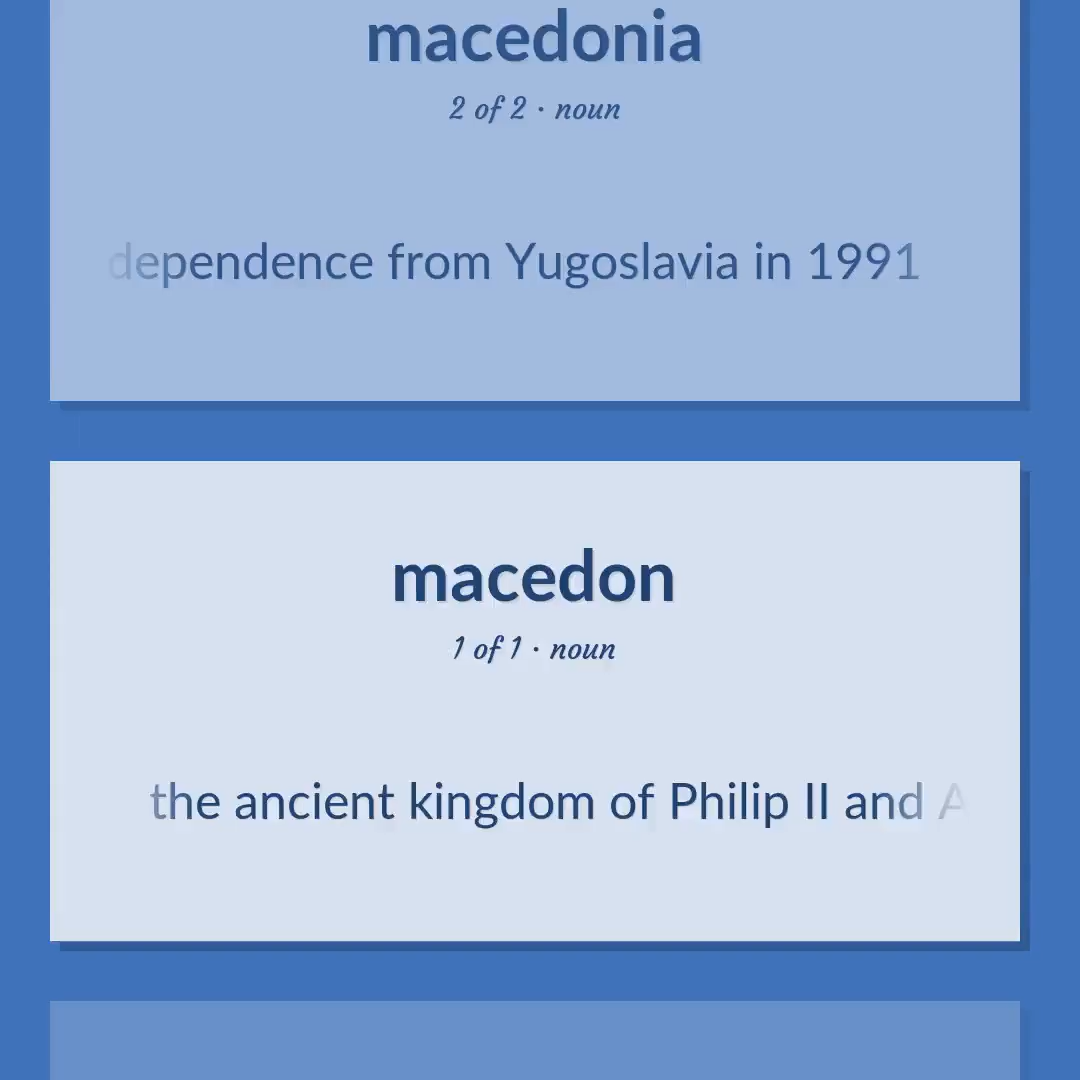 macedonia
2 of 2 · noun
dependence from Yugoslavia in 1991
macedon
1 of 1 · noun
the ancient kingdom of Philip II and A